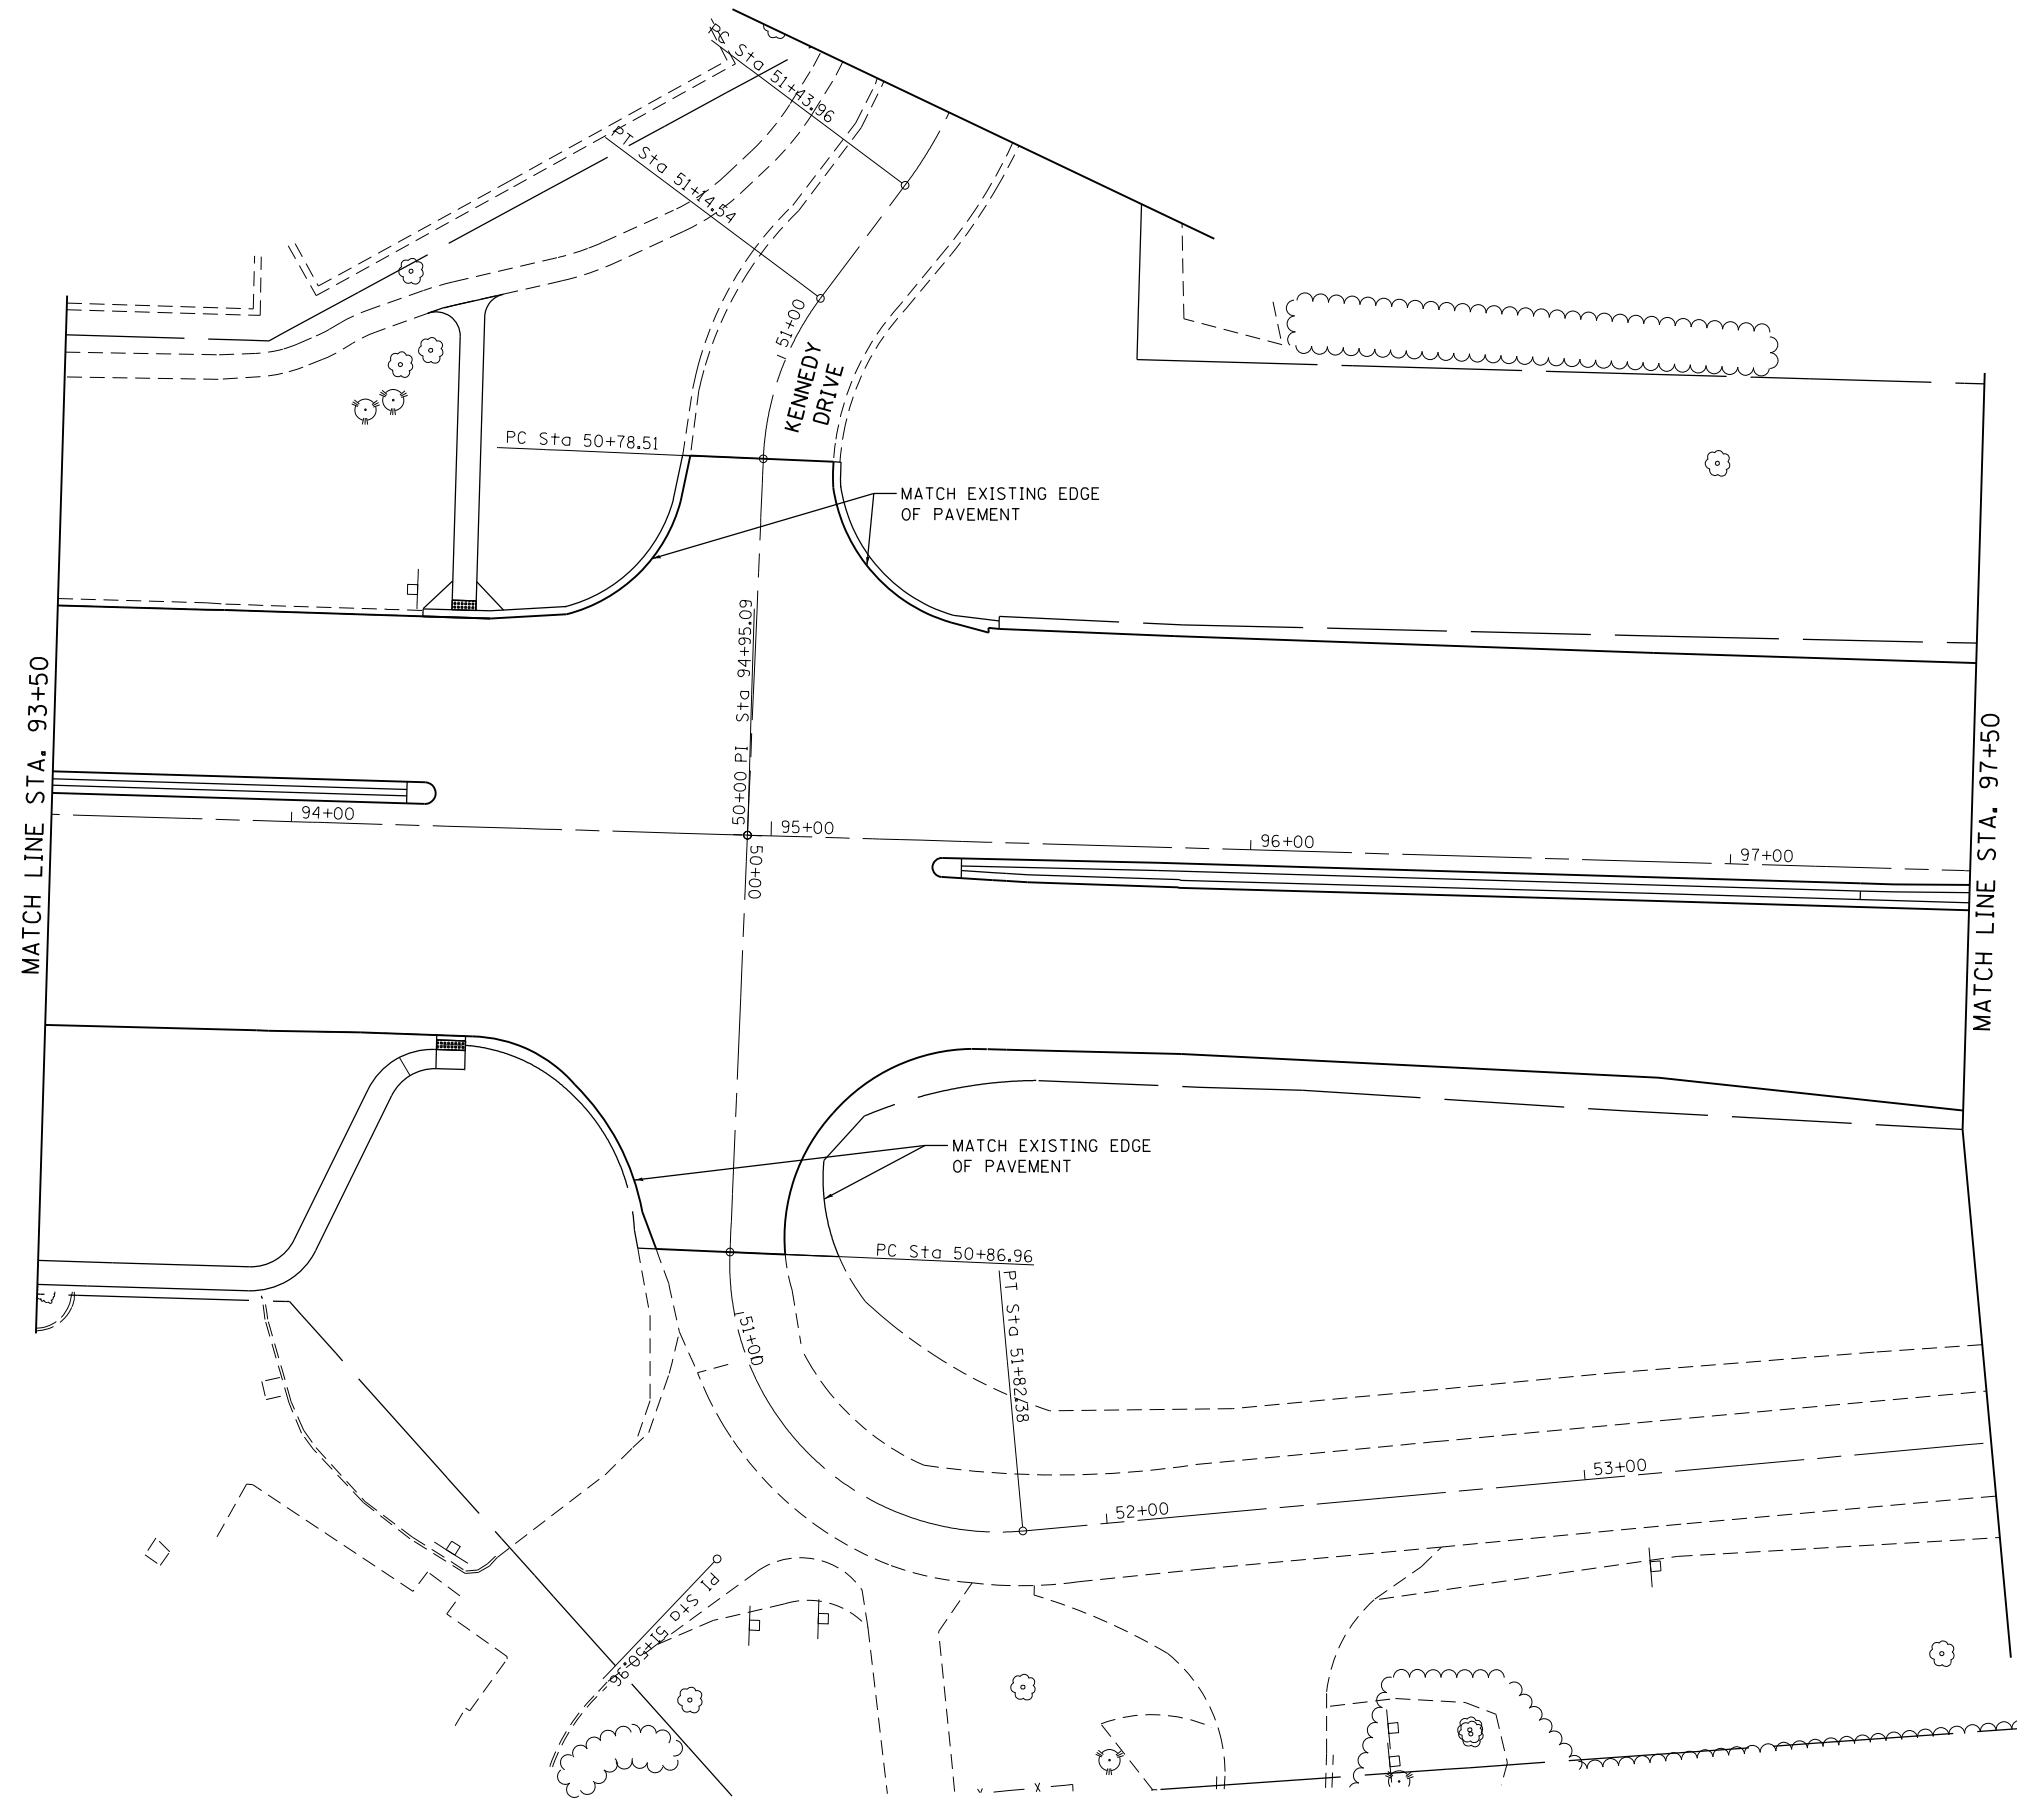 PC Sta 51+43.96
PT Sta 51+14.54
51+00
KENNEDY
DRIVE
PC Sta 50+78.51
MATCH EXISTING EDGE
OF PAVEMENT
50+00 PI Sta 94+95.09
MATCH LINE STA. 93+50
94+00
95+00
96+00
97+00
MATCH LINE STA. 97+50
50+00
MATCH EXISTING EDGE
OF PAVEMENT
PC Sta 50+86.96
PT Sta 51+82.38
51+00
52+00
53+00
PI Sta 51+50.96